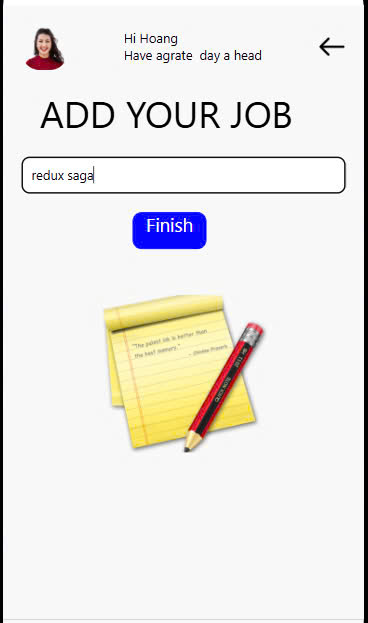 Hi Hoang
Have agrate day a head
ADD YOUR JOB
redux saga
Finish
"The palest ink is better than
the best memory."
- Chinese Proverb